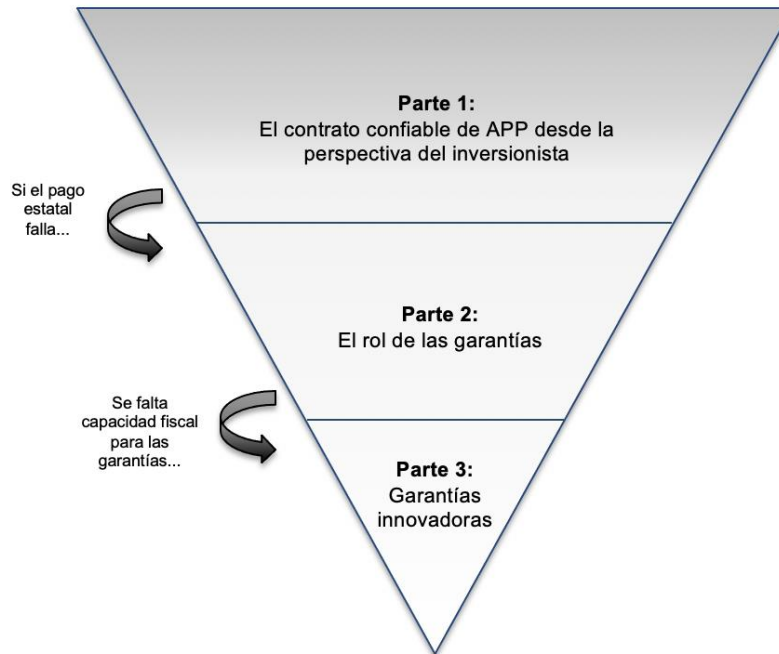 Parte 1:
El contrato confiable de APP desde la
perspectiva del inversionista
Si el pago
estatal
falla...
Parte 2:
El rol de las garantías
Se falta
capacidad fiscal
para las
garantías...
Parte 3:
Garantías
innovadoras